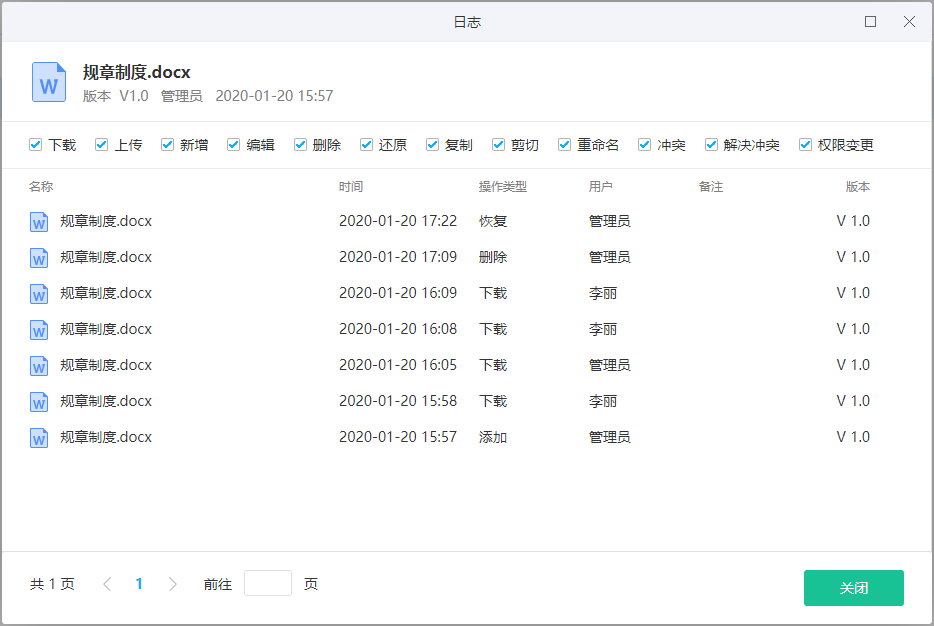 日志
规章制度.docx
版本 V1.0 管理员 2020-01-20 15:57
下载 上传 新增 编辑 删除 还原 复制 剪切 重命名 冲突 解决冲突 权限变更
名称 时间 操作类型 用户 备注 版本
规章制度.docx 2020-01-20 17:22 恢复 管理员 V 1.0
规章制度.docx 2020-01-20 17:09 删除 管理员 V 1.0
规章制度.docx 2020-01-20 16:09 下载 李丽 V 1.0
规章制度.docx 2020-01-20 16:08 下载 李丽 V 1.0
规章制度.docx 2020-01-20 16:05 下载 管理员 V 1.0
规章制度.docx 2020-01-20 15:58 下载 李丽 V 1.0
规章制度.docx 2020-01-20 15:57 添加 管理员 V 1.0
共 1 页 1 前往 页 关闭